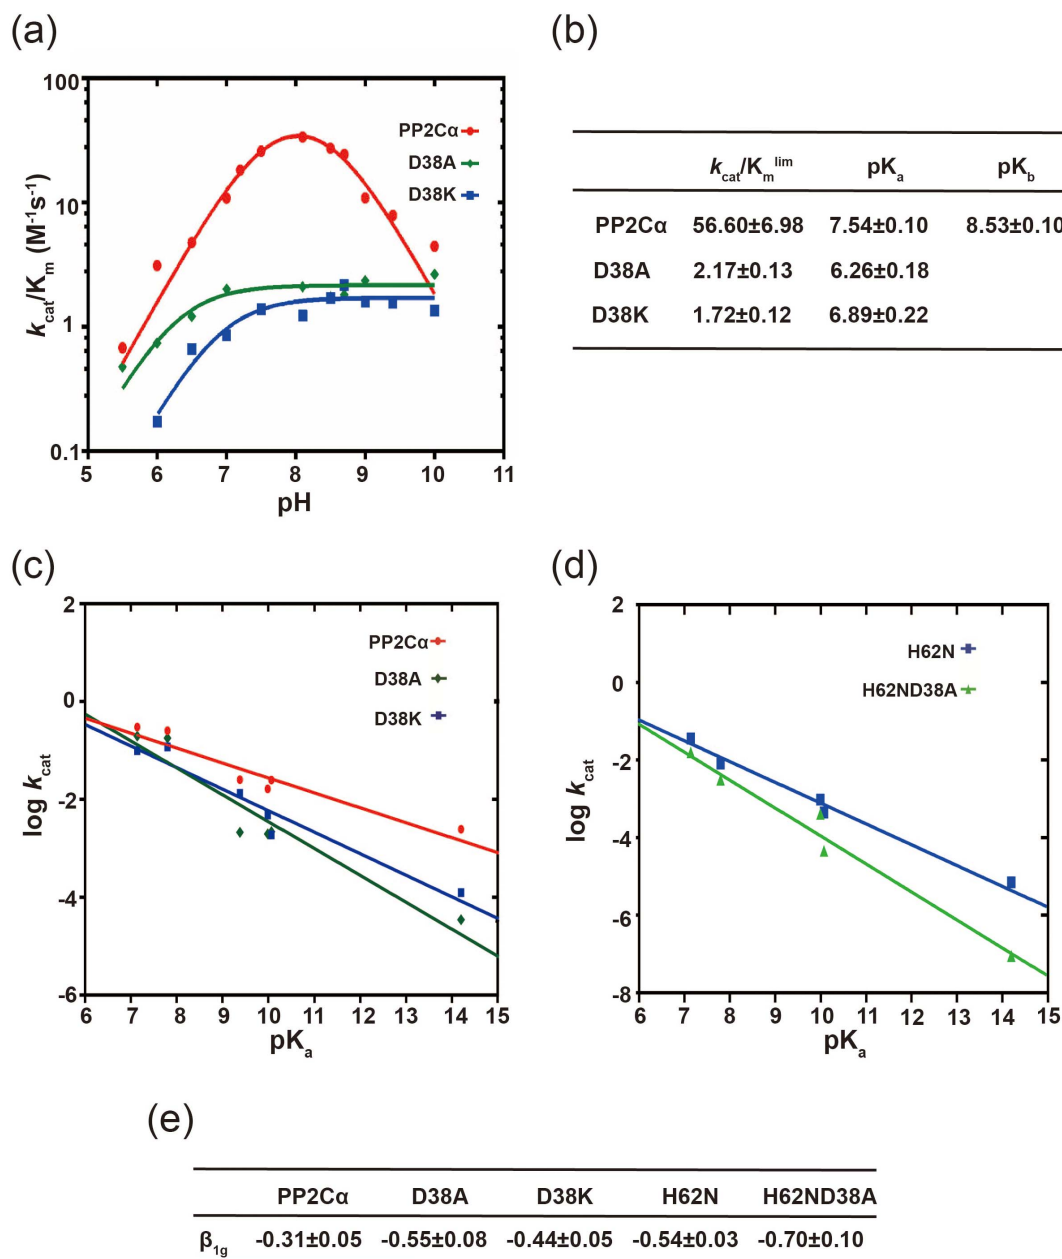 (a)
100
10
1
0.1
5 6 7 8 9 10 11
pH
kcat/Km (M-1s-1)
PP2Cα
D38A
D38K
(b)
kcat/Km lim pKa pKb
PP2Cα 56.60±6.98 7.54±0.10 8.53±0.10
D38A 2.17±0.13 6.26±0.18
D38K 1.72±0.12 6.89±0.22
(c)
2
0
-2
-4
-6
6 7 8 9 10 11 12 13 14 15
pKa
log kcat
PP2Cα
D38A
D38K
(d)
2
0
-2
-4
-6
-8
6 7 8 9 10 11 12 13 14 15
pKa
log kcat
H62N
H62ND38A
(e)
PP2Cα D38A D38K H62N H62ND38A
β1g -0.31±0.05 -0.55±0.08 -0.44±0.05 -0.54±0.03 -0.70±0.10